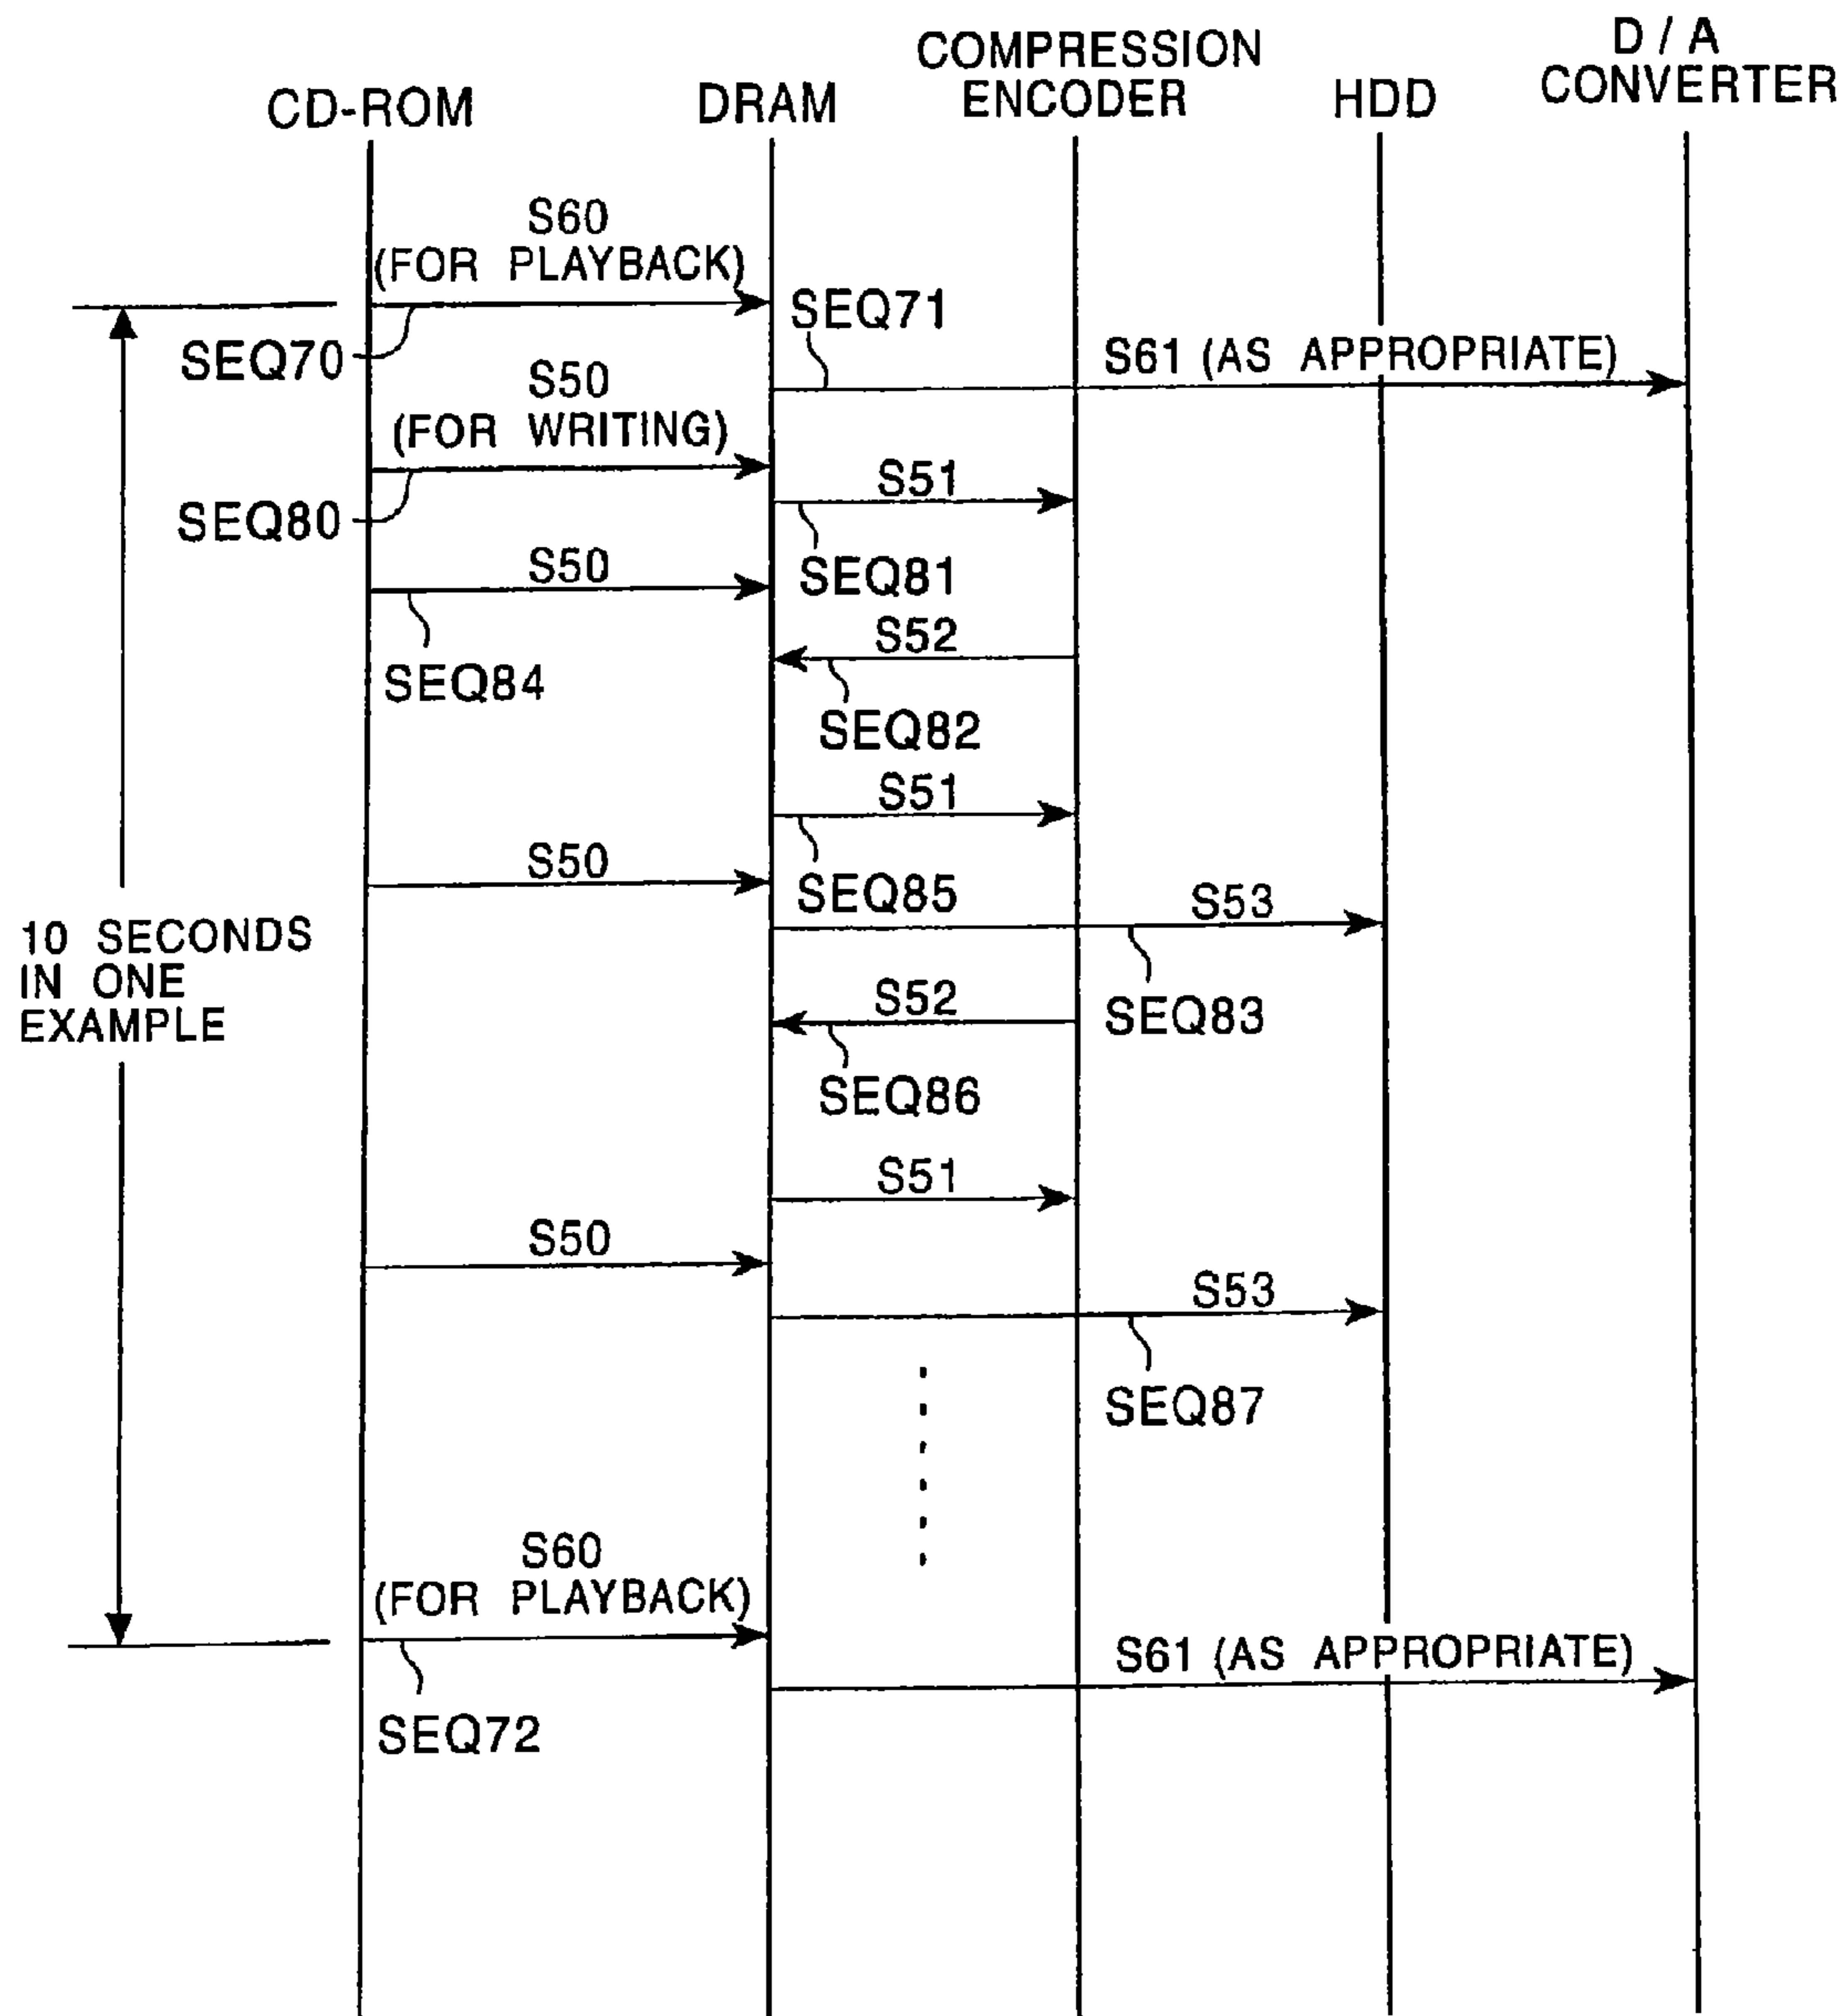 CD-ROM
DRAM
COMPRESSION
ENCODER
HDD
D / A
CONVERTER
S60
(FOR PLAYBACK)
SEQ70
SEQ71
S61 (AS APPROPRIATE)
S50
(FOR WRITING)
SEQ80
S51
SEQ81
S50
SEQ84
S52
SEQ82
S51
SEQ85
S50
S53
SEQ83
10 SECONDS
IN ONE
EXAMPLE
S52
SEQ86
S51
S50
S53
SEQ87
S60
(FOR PLAYBACK)
SEQ72
S61 (AS APPROPRIATE)